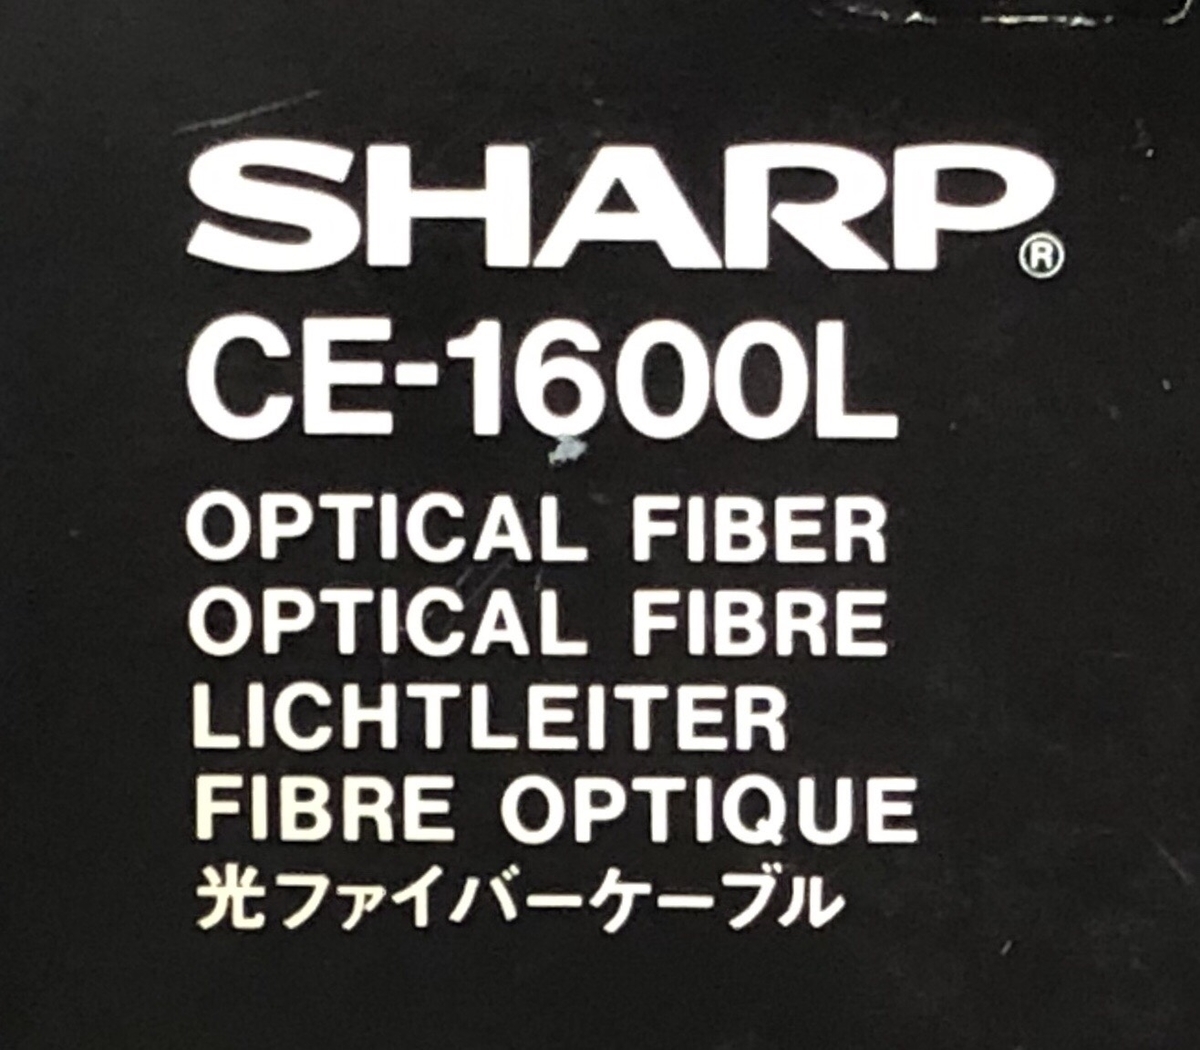 SHARP®
CE-1600L
OPTICAL FIBER
OPTICAL FIBRE
LICHTLEITER
FIBRE OPTIQUE
光ファイバーケーブル